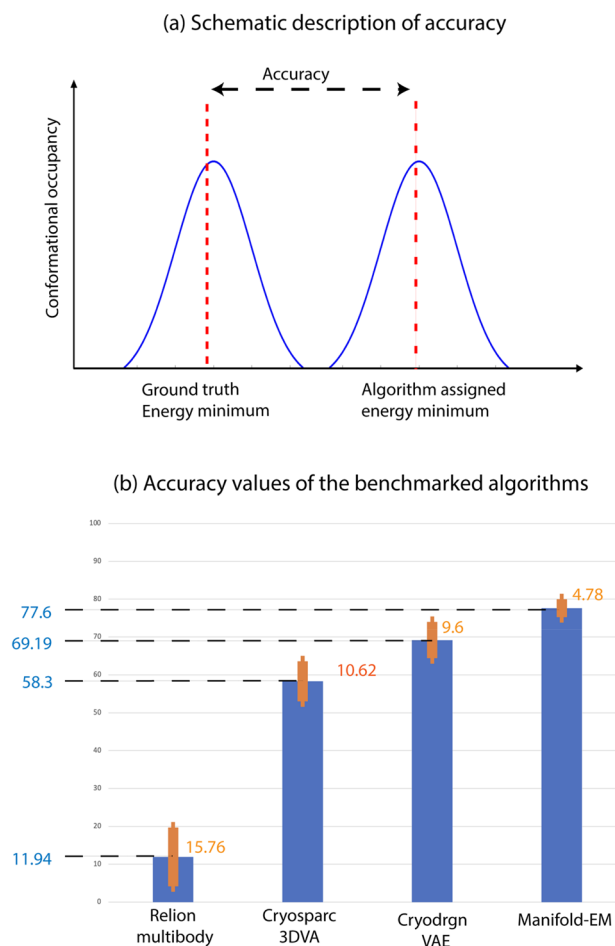 (a) Schematic description of accuracy
Accuracy
Conformational occupancy
Ground truth
Energy minimum
Algorithm assigned
energy minimum
(b) Accuracy values of the benchmarked algorithms
100
90
80
70
60
50
40
30
20
10
0
77.6
69.19
58.3
11.94
15.76
10.62
9.6
4.78
Relion
multibody
Cryosparc
3DVA
Cryodrgn
VAE
Manifold-EM